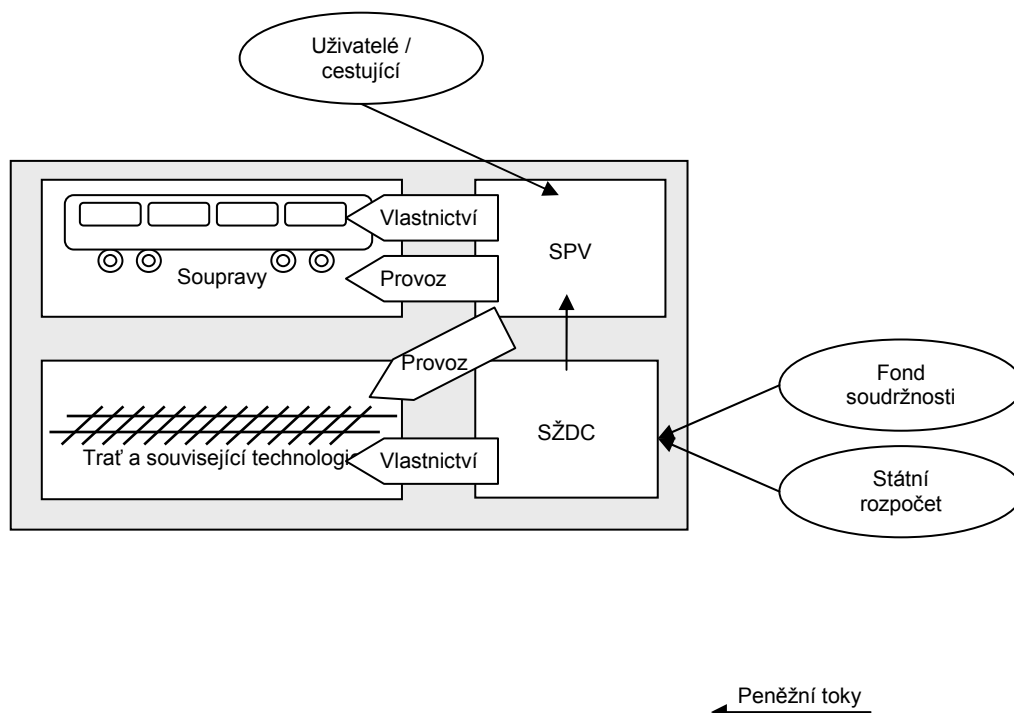 Uživatelé /
cestující
Vlastnictví
SPV
Soupravy
Provoz
Provoz
Fond
soudržnosti
SŽDC
Trať a související technologie
Vlastnictví
Státní
rozpočet
Peněžní toky